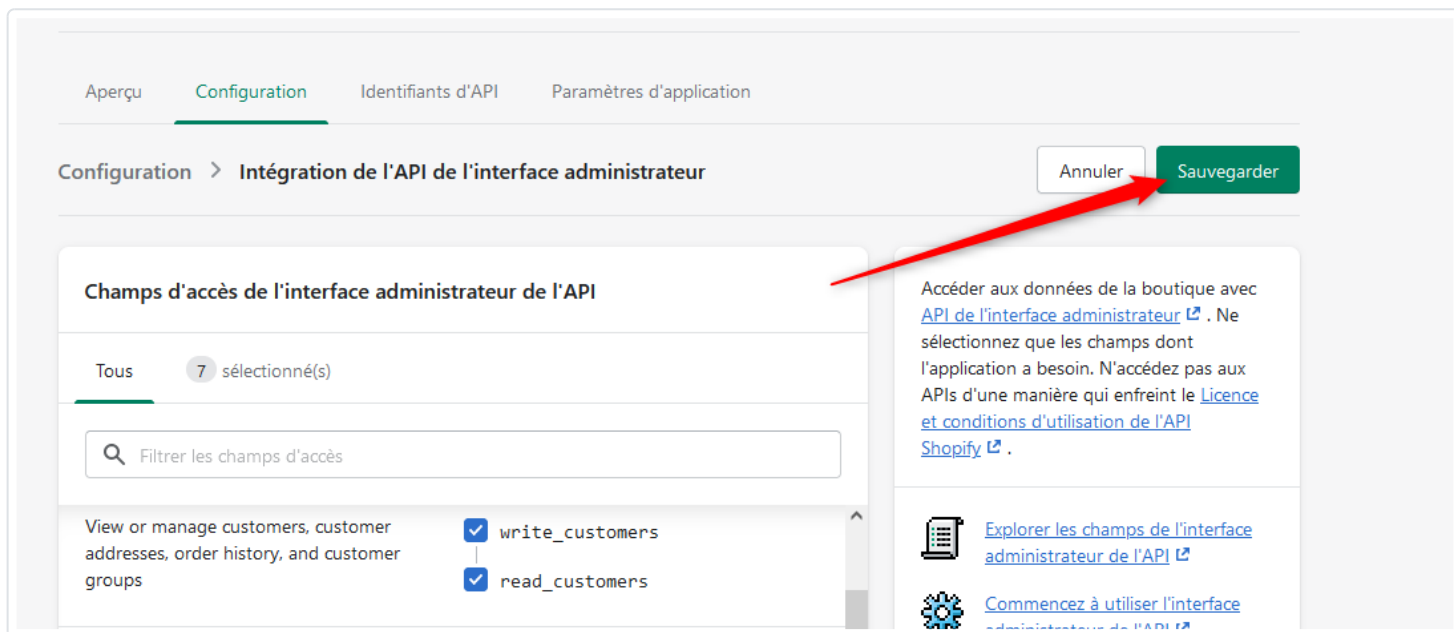 Aperçu Configuration Identifiants d'API Paramètres d'application
Configuration > Intégration de l'API de l'interface administrateur Annuler Sauvegarder
Champs d'accès de l'interface administrateur de l'API
Tous 7 sélectionné(s)
Filtrer les champs d'accès
View or manage customers, customer
addresses, order history, and customer
groups
write_customers
read_customers
Accéder aux données de la boutique avec
API de l'interface administrateur . Ne
sélectionnez que les champs dont
l'application a besoin. N'accédez pas aux
APIs d'une manière qui enfreint le Licence
et conditions d'utilisation de l'API
Shopify .
Explorer les champs de l'interface
administrateur de l'API
Commencez à utiliser l'interface
administrateur de l'API